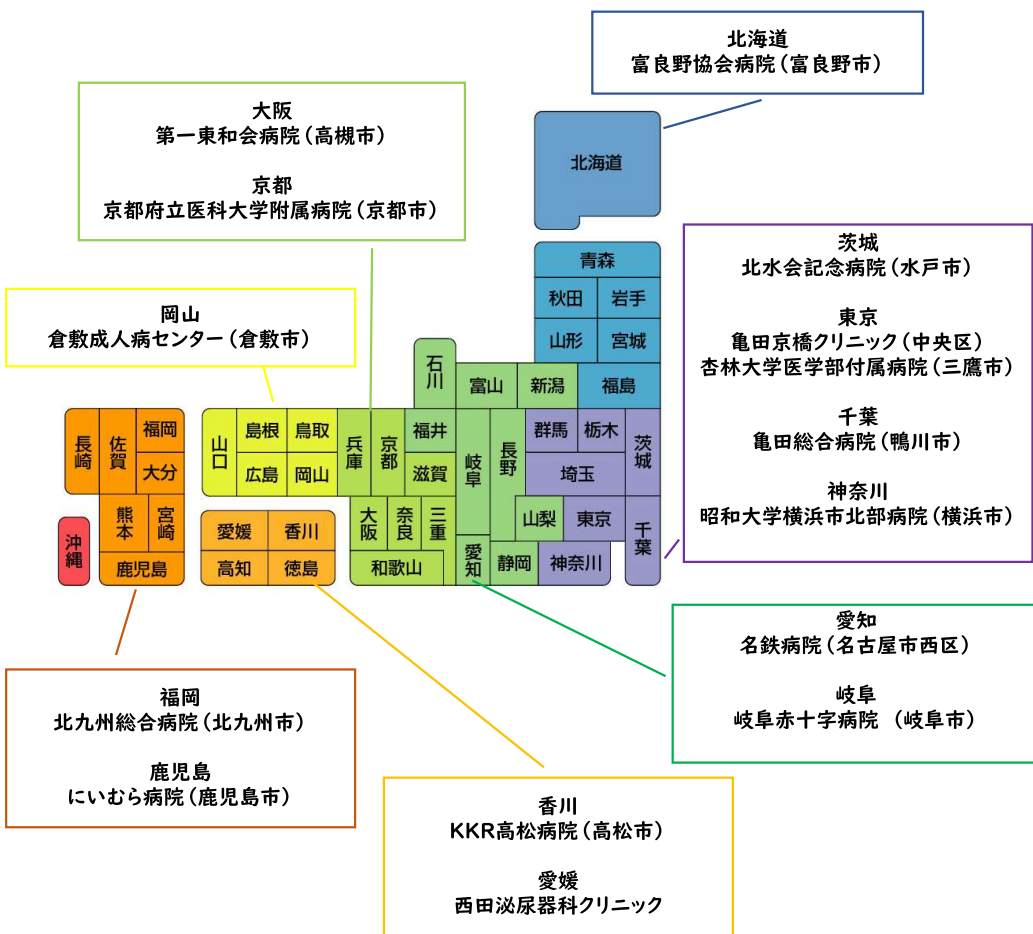 北海道
富良野協会病院(富良野市)
大阪
第一東和会病院(高槻市)
京都
京都府立医科大学附属病院(京都市)
岡山
倉敷成人病センター(倉敷市)
茨城
北水会記念病院(水戸市)
東京
亀田京橋クリニック(中央区)
杏林大学医学部付属病院(三鷹市)
千葉
亀田総合病院(鴨川市)
神奈川
昭和大学横浜市北部病院(横浜市)
北海道
青森
秋田
岩手
山形
宮城
石川
富山
新潟
福島
長崎
佐賀
福岡
大分
熊本
宮崎
鹿児島
沖縄
山口
島根
鳥取
広島
岡山
兵庫
京都
福井
滋賀
岐阜
長野
群馬
栃木
茨城
埼玉
大阪
奈良
三重
和歌山
愛知
山梨
静岡
東京
神奈川
千葉
愛媛
香川
高知
徳島
愛知
名鉄病院(名古屋市西区)
岐阜
岐阜赤十字病院 (岐阜市)
福岡
北九州総合病院(北九州市)
鹿児島
にいむら病院(鹿児島市)
香川
KKR高松病院(高松市)
愛媛
西田泌尿器科クリニック